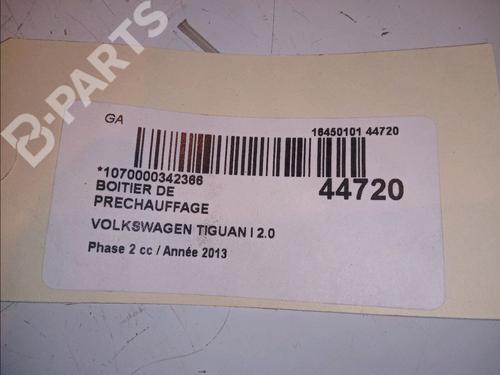 B-PARTS
GA
16450101 44720
*1070000342366
44720
BOITIER DE
PRECHAUFFAGE
VOLKSWAGEN TIGUAN I 2.0
Phase 2 cc / Année 2013